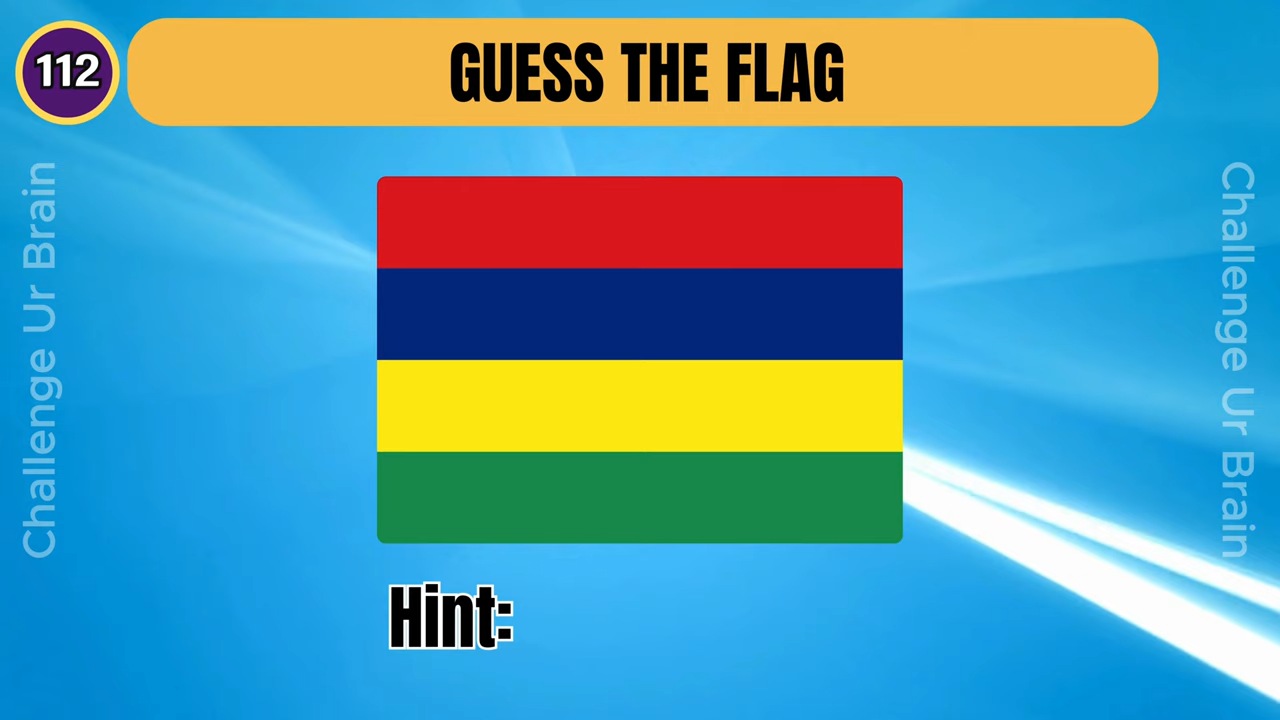 112
GUESS THE FLAG
Challenge Ur Brain
Challenge Ur Brain
Hint: